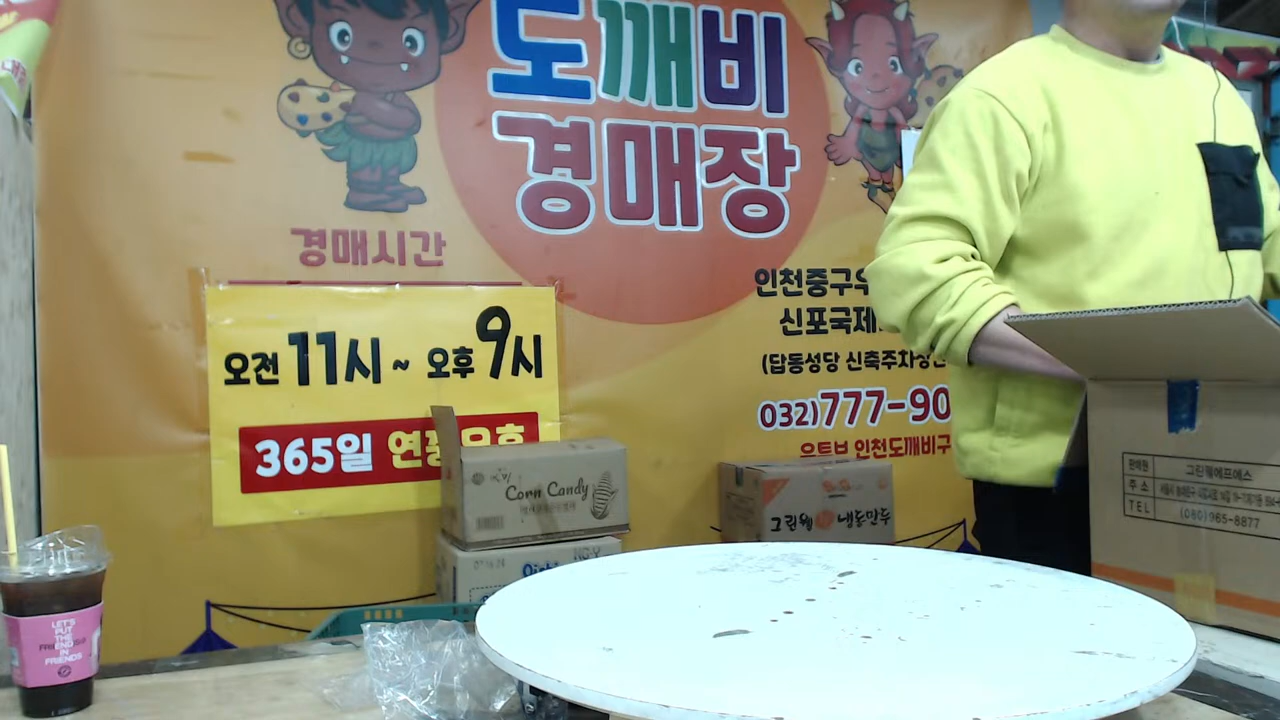 도깨비
경매장
경매시간
오전 11시 ~ 오후 9시
365일
인천중구우
신포국제
(답동성당 신축주차장
032)777-90
유튜브 인천도깨비구
Corn Candy
NG-Y
그린웰 냉동만두
판매원 그린웰에프에스
주소
TEL (080)965-8877
LET'S
PUT
THE
END
IN
FRIENDS